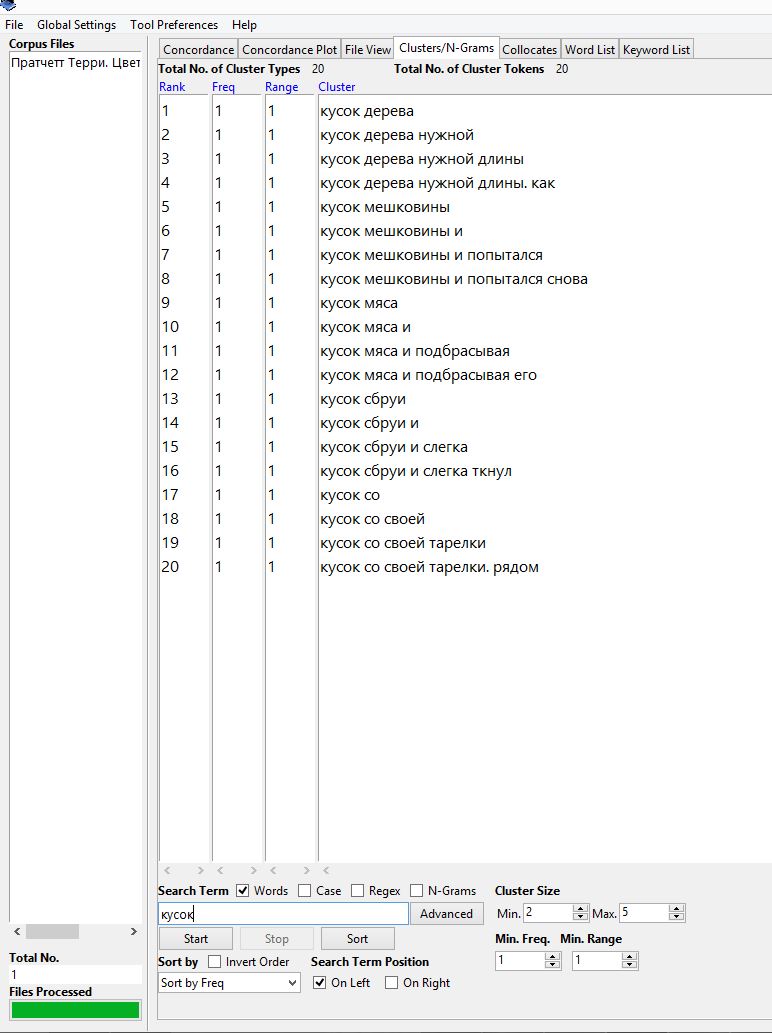 File Global Settings Tool Preferences Help
Corpus Files
Пратчетт Терри. Цвет
Concordance Concordance Plot File View Clusters/N-Grams Collocates Word List Keyword List
Total No. of Cluster Types 20 Total No. of Cluster Tokens 20
Rank Freq Range Cluster
1 1 1 кусок дерева
2 1 1 кусок дерева нужной
3 1 1 кусок дерева нужной длины
4 1 1 кусок дерева нужной длины. как
5 1 1 кусок мешковины
6 1 1 кусок мешковины и
7 1 1 кусок мешковины и попытался
8 1 1 кусок мешковины и попытался снова
9 1 1 кусок мяса
10 1 1 кусок мяса и
11 1 1 кусок мяса и подбрасывая
12 1 1 кусок мяса и подбрасывая его
13 1 1 кусок сбруи
14 1 1 кусок сбруи и
15 1 1 кусок сбруи и слегка
16 1 1 кусок сбруи и слегка ткнул
17 1 1 кусок со
18 1 1 кусок со своей
19 1 1 кусок со своей тарелки
20 1 1 кусок со своей тарелки. рядом
Total No.
1
Files Processed
Search Term Words Case Regex N-Grams
кусок Advanced
Start Stop Sort
Sort by Invert Order Search Term Position
Sort by Freq On Left On Right
Cluster Size
Min. 2 Max. 5
Min. Freq. Min. Range
1 1